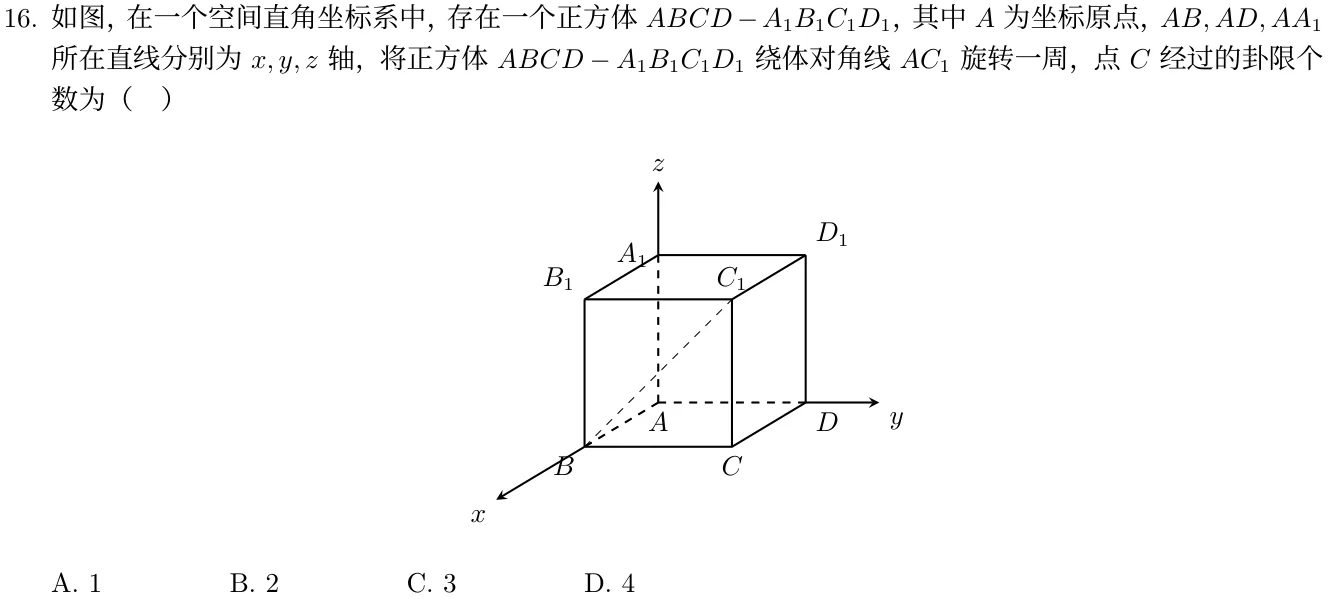 16. 如图, 在一个空间直角坐标系中, 存在一个正方体 ABCD − A₁B₁C₁D₁, 其中 A 为坐标原点, AB, AD, AA₁
所在直线分别为 x, y, z 轴, 将正方体 ABCD − A₁B₁C₁D₁ 绕体对角线 AC₁ 旋转一周, 点 C 经过的卦限个
数为（ ）
z
D₁
A₁
B₁
C₁
A
D
y
B
C
x
A. 1 B. 2 C. 3 D. 4